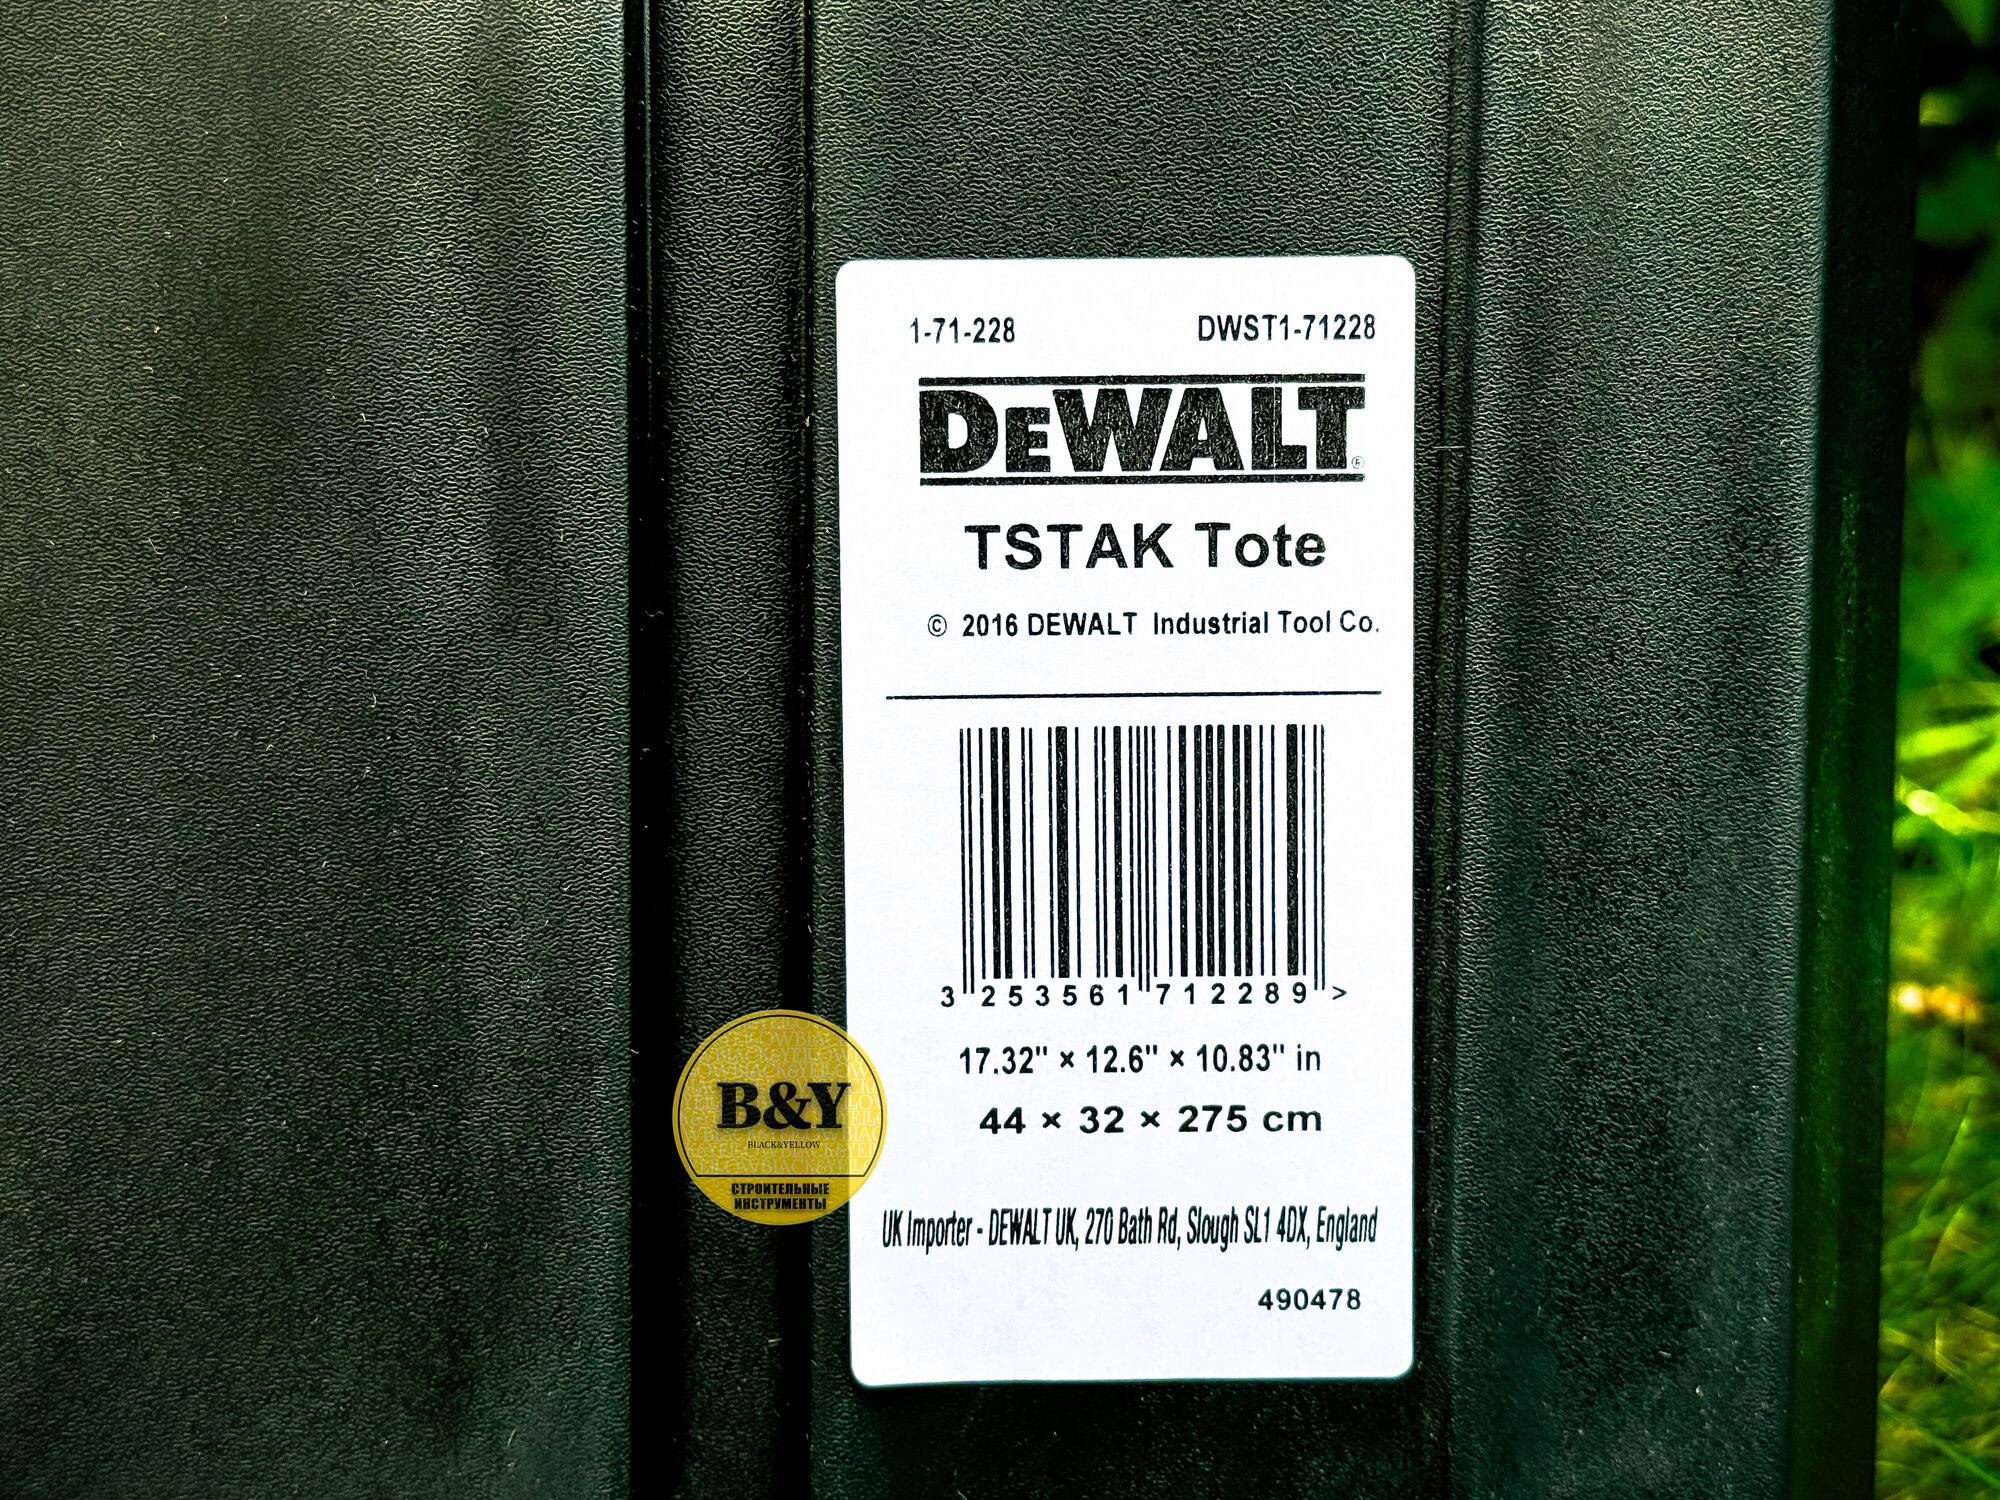 1-71-228 DWST1-71228
DEWALT®
TSTAK Tote
© 2016 DEWALT Industrial Tool Co.
3 253561 712289 >
17.32" × 12.6" × 10.83" in
44 × 32 × 275 cm
B&Y
BLACK&YELLOW
СТРОИТЕЛЬНЫЕ
ИНСТРУМЕНТЫ
UK Importer - DEWALT UK, 270 Bath Rd, Slough SL1 4DX, England
490478